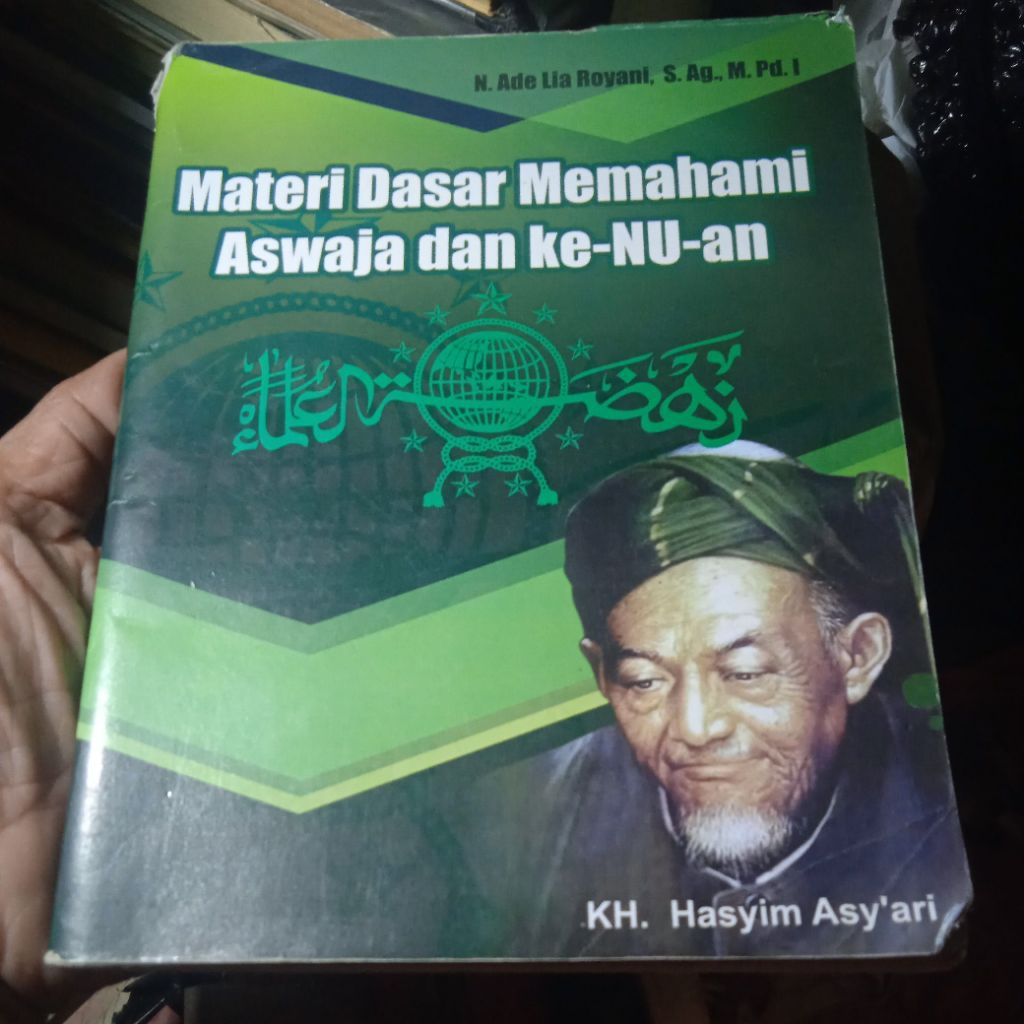 N. Ade Lia Royani, S. Ag., M. Pd. I
Materi Dasar Memahami
Aswaja dan ke-NU-an
نهضة العلماء
KH. Hasyim Asy'ari